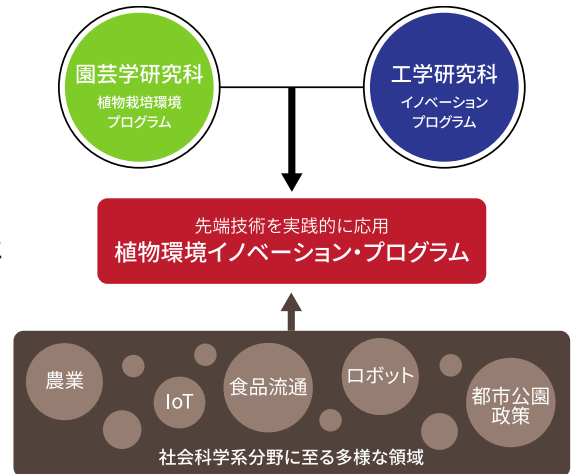 園芸学研究科
植物栽培環境
プログラム
工学研究科
イノベーション
プログラム
先端技術を実践的に応用
植物環境イノベーション・プログラム
農業
IoT
食品流通
ロボット
都市公園
政策
社会科学系分野に至る多様な領域